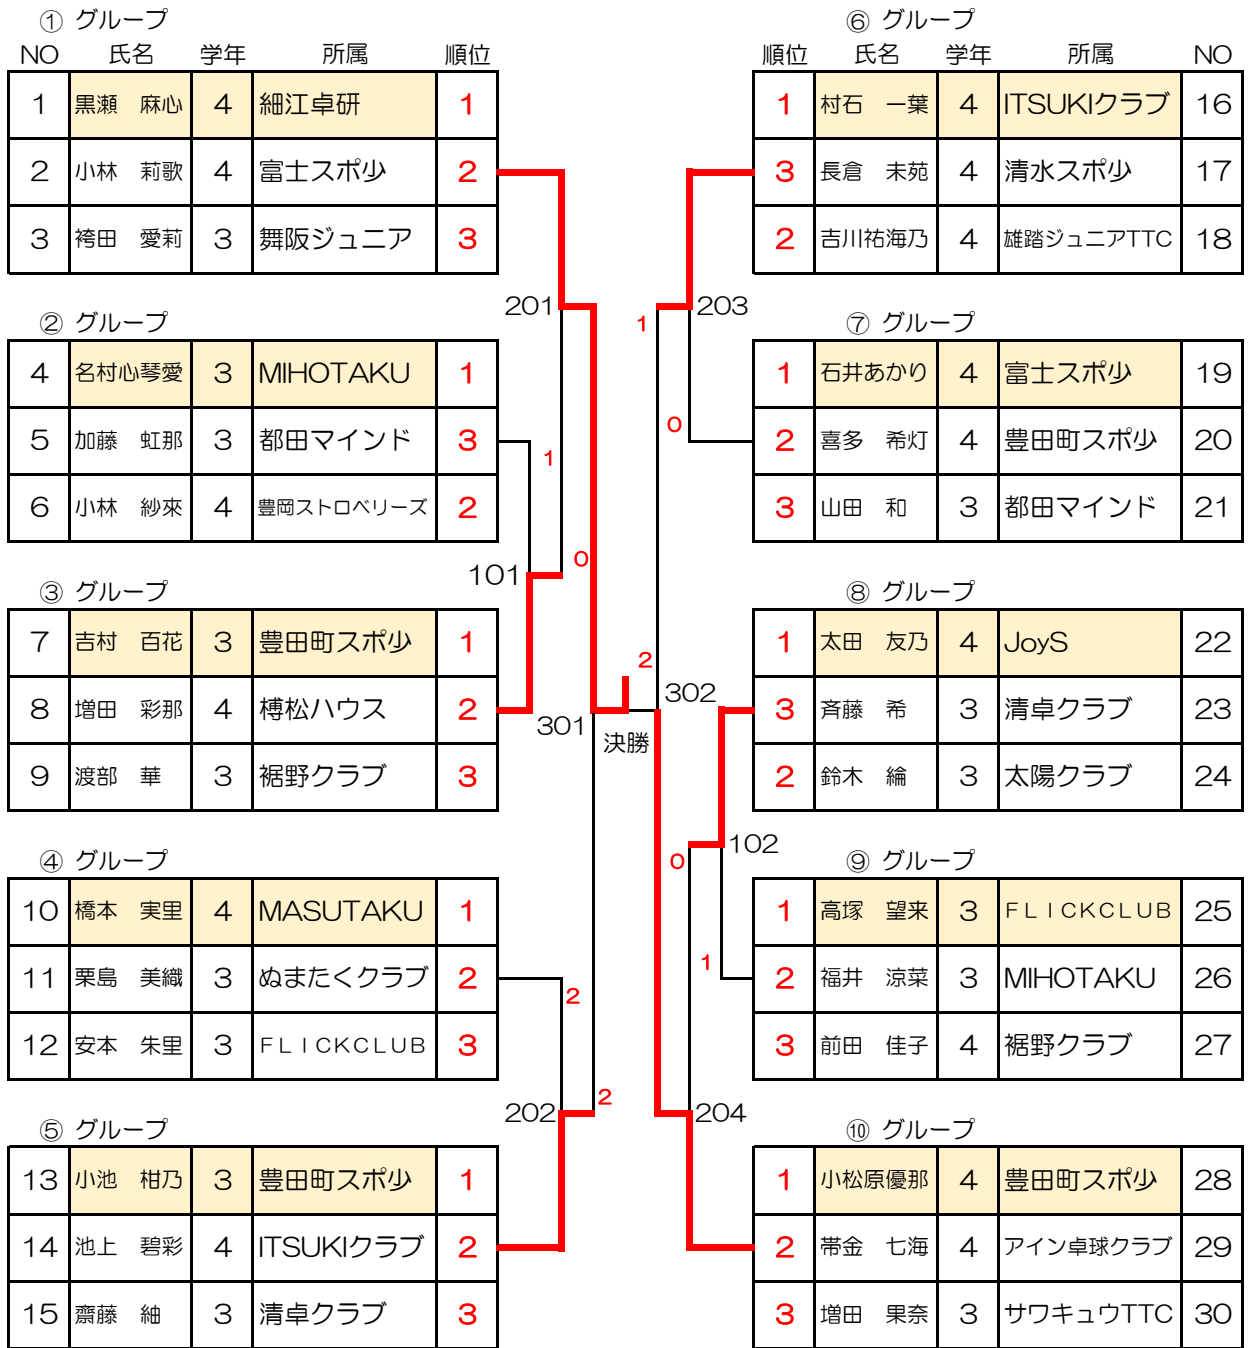 ① グループ
NO 氏名 学年 所属 順位
1 黒瀬 麻心 4 細江卓研 1
2 小林 莉歌 4 富士スポ少 2
3 袴田 愛莉 3 舞阪ジュニア 3
② グループ
4 名村心琴愛 3 MIHOTAKU 1
5 加藤 虹那 3 都田マインド 3
6 小林 紗來 4 豊岡ストロベリーズ 2
③ グループ
7 吉村 百花 3 豊田町スポ少 1
8 増田 彩那 4 榑松ハウス 2
9 渡部 華 3 裾野クラブ 3
④ グループ
10 橋本 実里 4 MASUTAKU 1
11 栗島 美織 3 ぬまたくクラブ 2
12 安本 朱里 3 ＦＬＩＣＫＣＬＵＢ 3
⑤ グループ
13 小池 柑乃 3 豊田町スポ少 1
14 池上 碧彩 4 ITSUKIクラブ 2
15 齋藤 紬 3 清卓クラブ 3
201
1
101
0
301
2
202
2
決勝
2
302
1
203
0
102
0
1
204
⑥ グループ
順位 氏名 学年 所属 NO
1 村石 一葉 4 ITSUKIクラブ 16
3 長倉 未苑 4 清水スポ少 17
2 吉川祐海乃 4 雄踏ジュニアTTC 18
⑦ グループ
1 石井あかり 4 富士スポ少 19
2 喜多 希灯 4 豊田町スポ少 20
3 山田 和 3 都田マインド 21
⑧ グループ
1 太田 友乃 4 JoyS 22
3 斉藤 希 3 清卓クラブ 23
2 鈴木 綸 3 太陽クラブ 24
⑨ グループ
1 高塚 望来 3 ＦＬＩＣＫＣＬＵＢ 25
2 福井 涼菜 3 MIHOTAKU 26
3 前田 佳子 4 裾野クラブ 27
⑩ グループ
1 小松原優那 4 豊田町スポ少 28
2 帯金 七海 4 アイン卓球クラブ 29
3 増田 果奈 3 サワキュウTTC 30